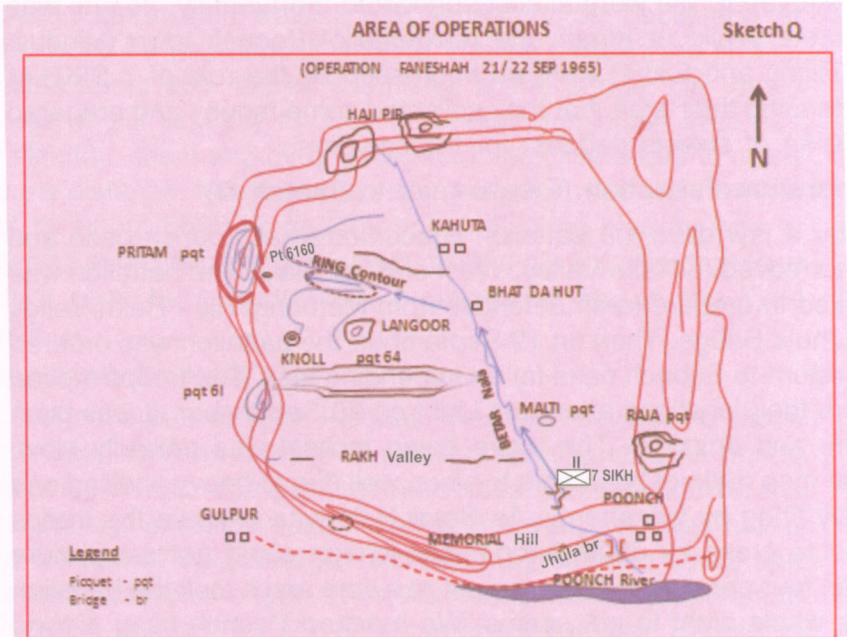 AREA OF OPERATIONS
Sketch Q
(OPERATION FANESHAH 21/ 22 SEP 1965)
HAJI PIR
N
PRITAM pqt
Pt 6160
KAHUTA
RING Contour
BHAT DA HUT
LANGOOR
KNOLL
pqt 64
pqt 61
BETAR Nala
MALTI pqt
RAJA pqt
RAKH Valley
II
7 SIKH
POONCH
GULPUR
MEMORIAL Hill
Jhula br
POONCH River
Legend
Picquet - pqt
Bridge - br